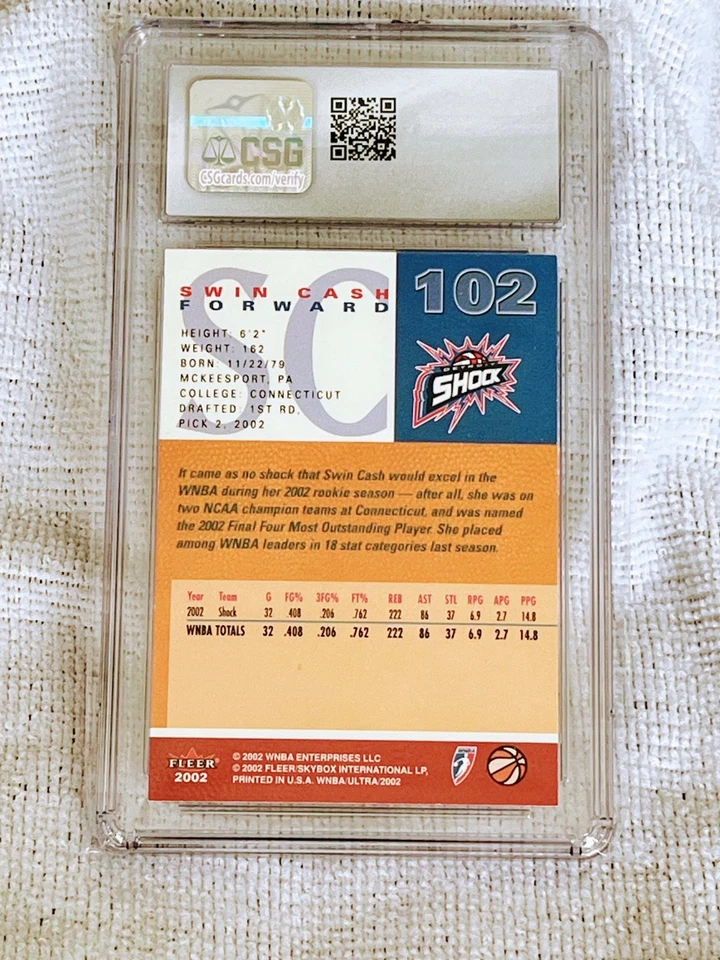 CSG
CSGcards.com/verify
SC
SWIN CASH
FORWARD
HEIGHT: 6'2"
WEIGHT: 162
BORN: 11/22/79
MCKEESPORT, PA
COLLEGE: CONNECTICUT
DRAFTED: 1ST RD,
PICK 2, 2002
102
DETROIT
SHOCK
It came as no shock that Swin Cash would excel in the
WNBA during her 2002 rookie season — after all, she was on
two NCAA champion teams at Connecticut, and was named
the 2002 Final Four Most Outstanding Player. She placed
among WNBA leaders in 18 stat categories last season.
Year Team G FG% 3FG% FT% REB AST STL RPG APG PPG
2002 Shock 32 .408 .206 .762 222 86 37 6.9 2.7 14.8
WNBA TOTALS 32 .408 .206 .762 222 86 37 6.9 2.7 14.8
FLEER®
2002
© 2002 WNBA ENTERPRISES LLC
© 2002 FLEER/SKYBOX INTERNATIONAL LP,
PRINTED IN U.S.A. WNBA/ULTRA/2002